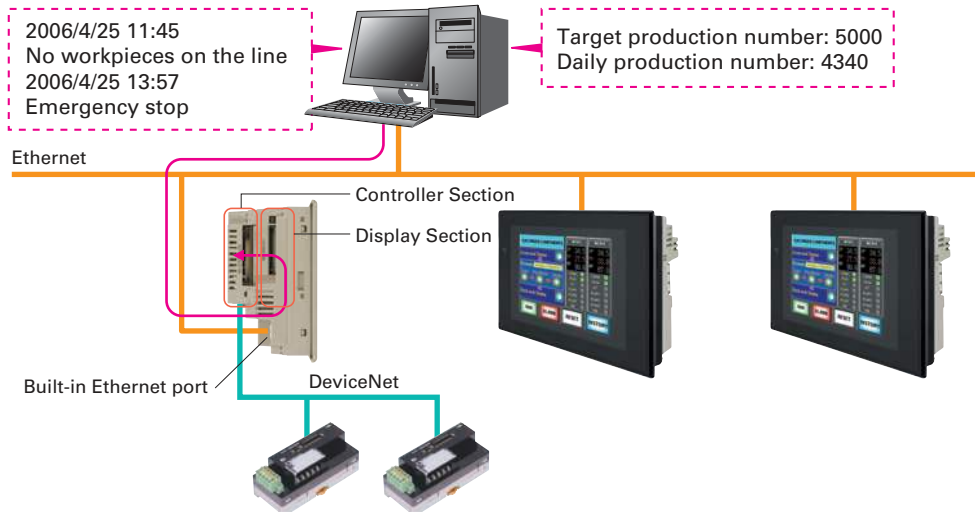 2006/4/25 11:45
No workpieces on the line
2006/4/25 13:57
Emergency stop
Target production number: 5000
Daily production number: 4340
Ethernet
Controller Section
Display Section
Built-in Ethernet port
DeviceNet